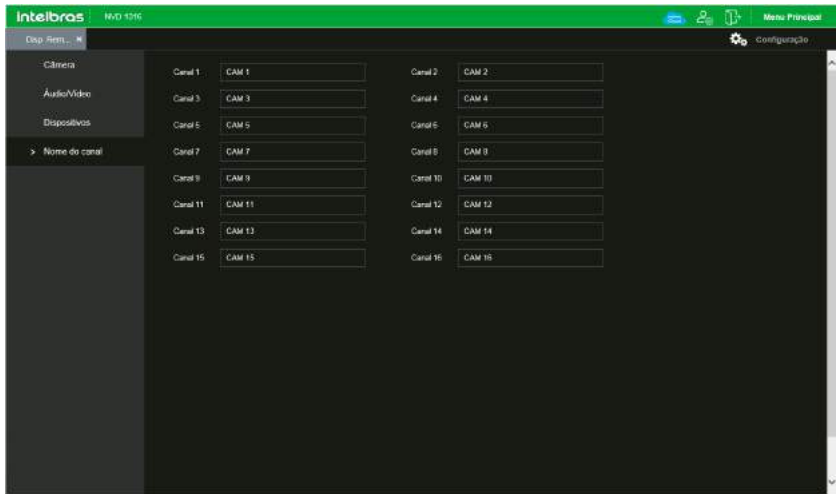 intelbras NVD 1316 Menu Principal
Disp Rem... × Configuração
Câmera
Áudio/Vídeo
Dispositivos
> Nome do canal
Canal 1 CAM 1 Canal 2 CAM 2
Canal 3 CAM 3 Canal 4 CAM 4
Canal 5 CAM 5 Canal 6 CAM 6
Canal 7 CAM 7 Canal 8 CAM 8
Canal 9 CAM 9 Canal 10 CAM 10
Canal 11 CAM 11 Canal 12 CAM 12
Canal 13 CAM 13 Canal 14 CAM 14
Canal 15 CAM 15 Canal 16 CAM 16